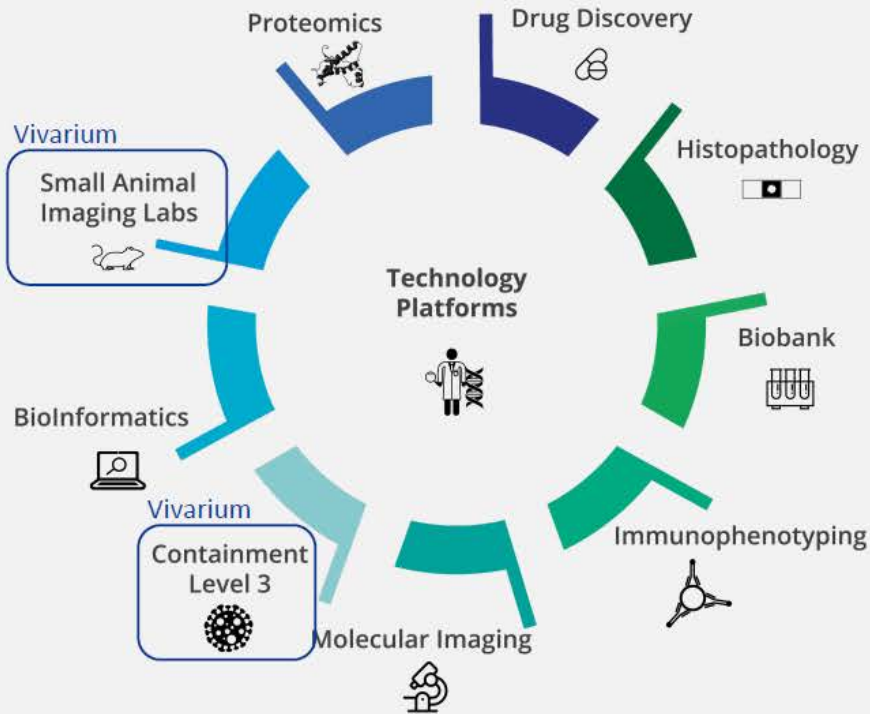 Proteomics
Drug Discovery
Vivarium
Small Animal
Imaging Labs
Histopathology
Technology
Platforms
Biobank
BioInformatics
Vivarium
Containment
Level 3
Immunophenotyping
Molecular Imaging